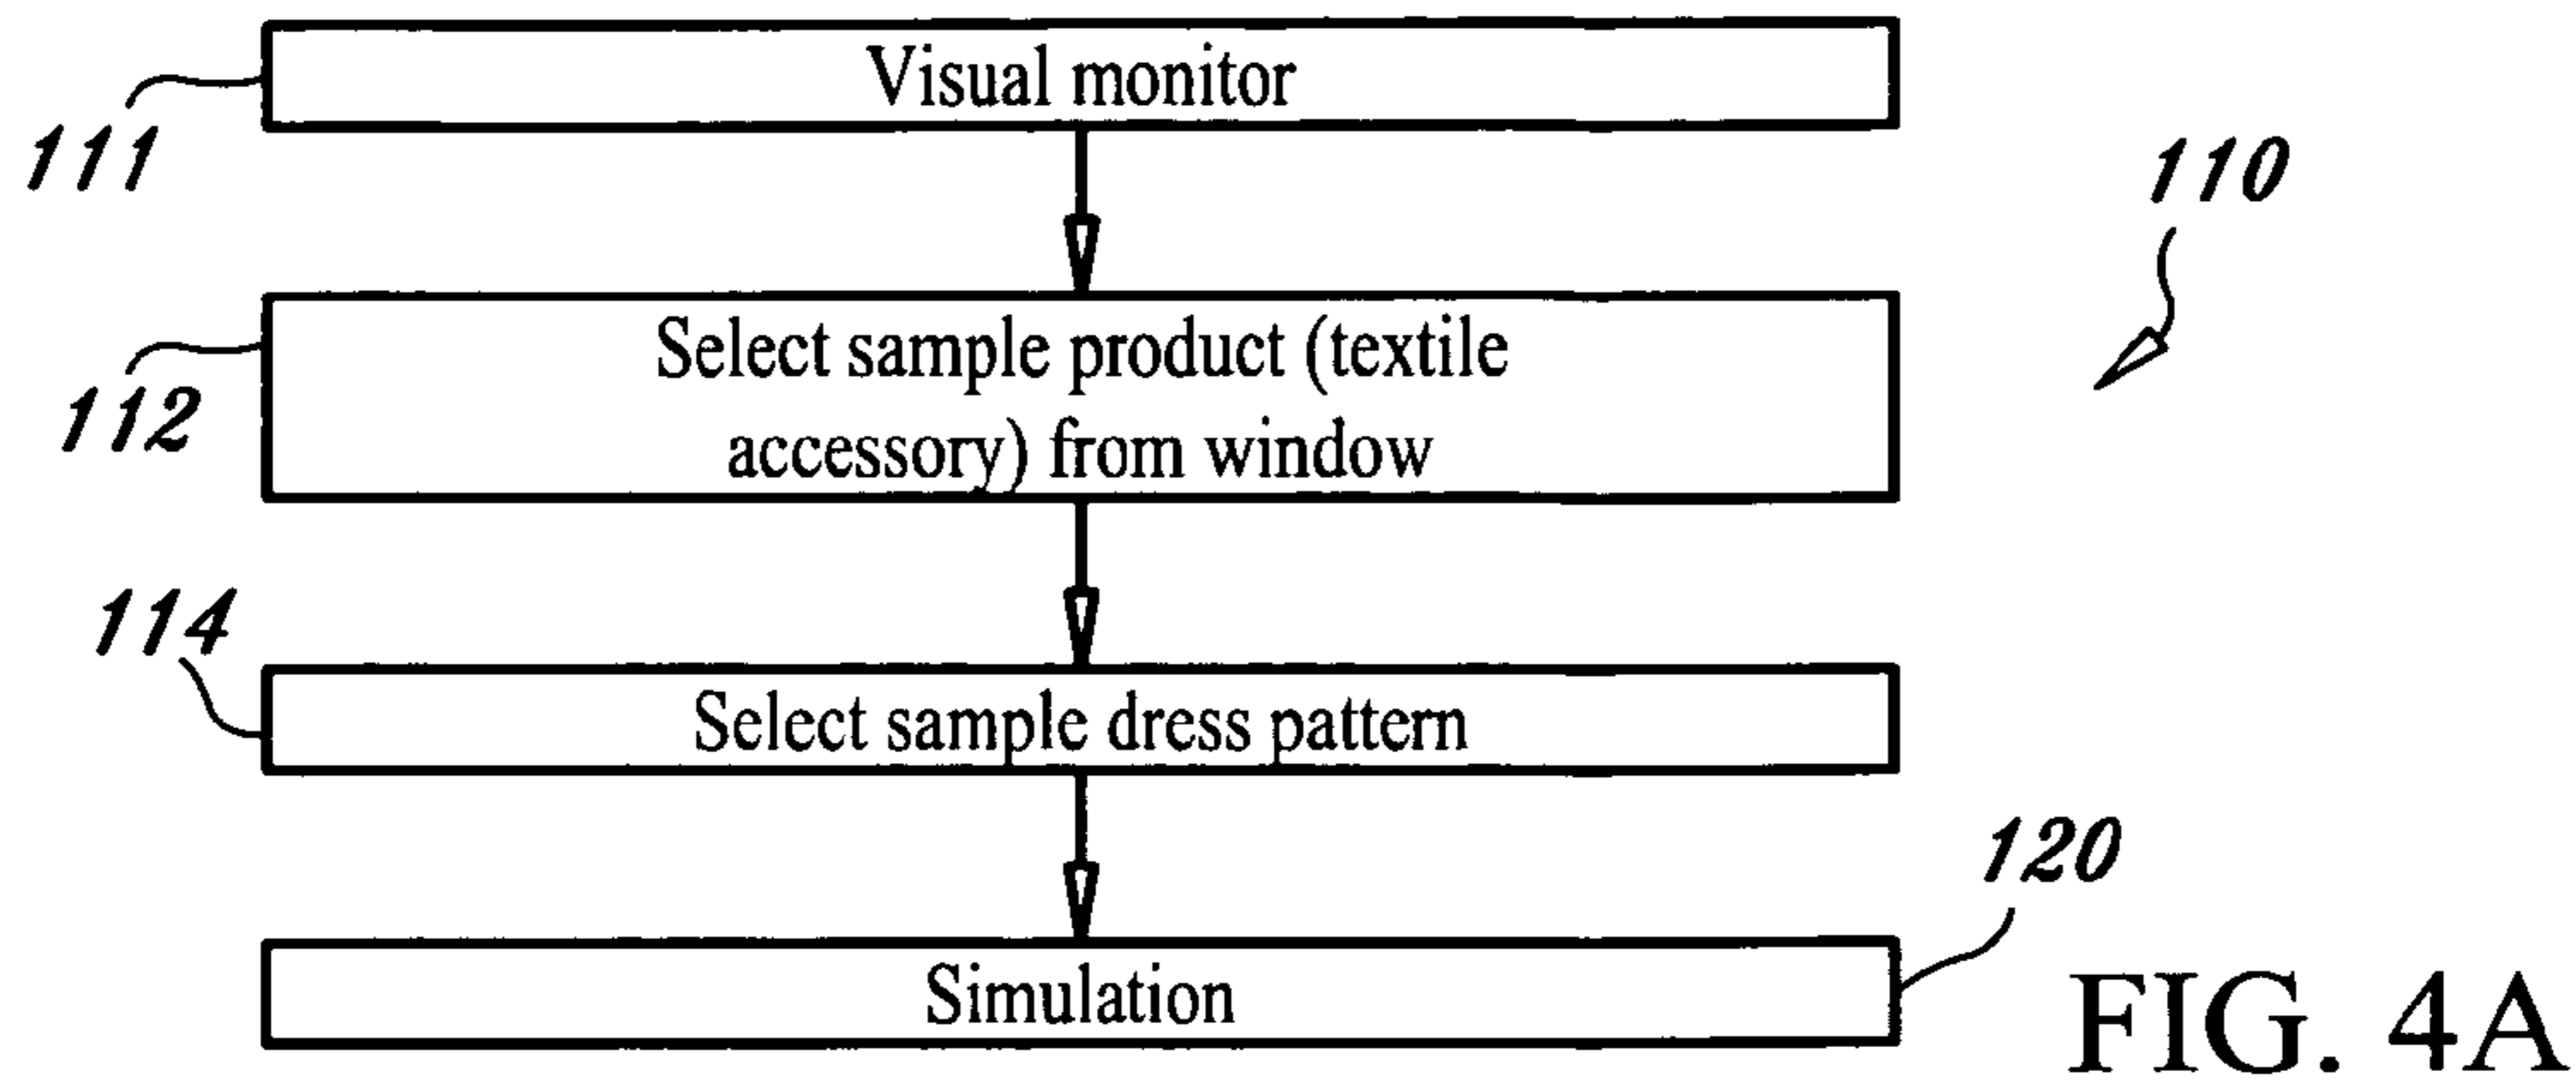 Visual monitor
111
110
Select sample product (textile
accessory) from window
112
114
Select sample dress pattern
120
Simulation
FIG. 4A